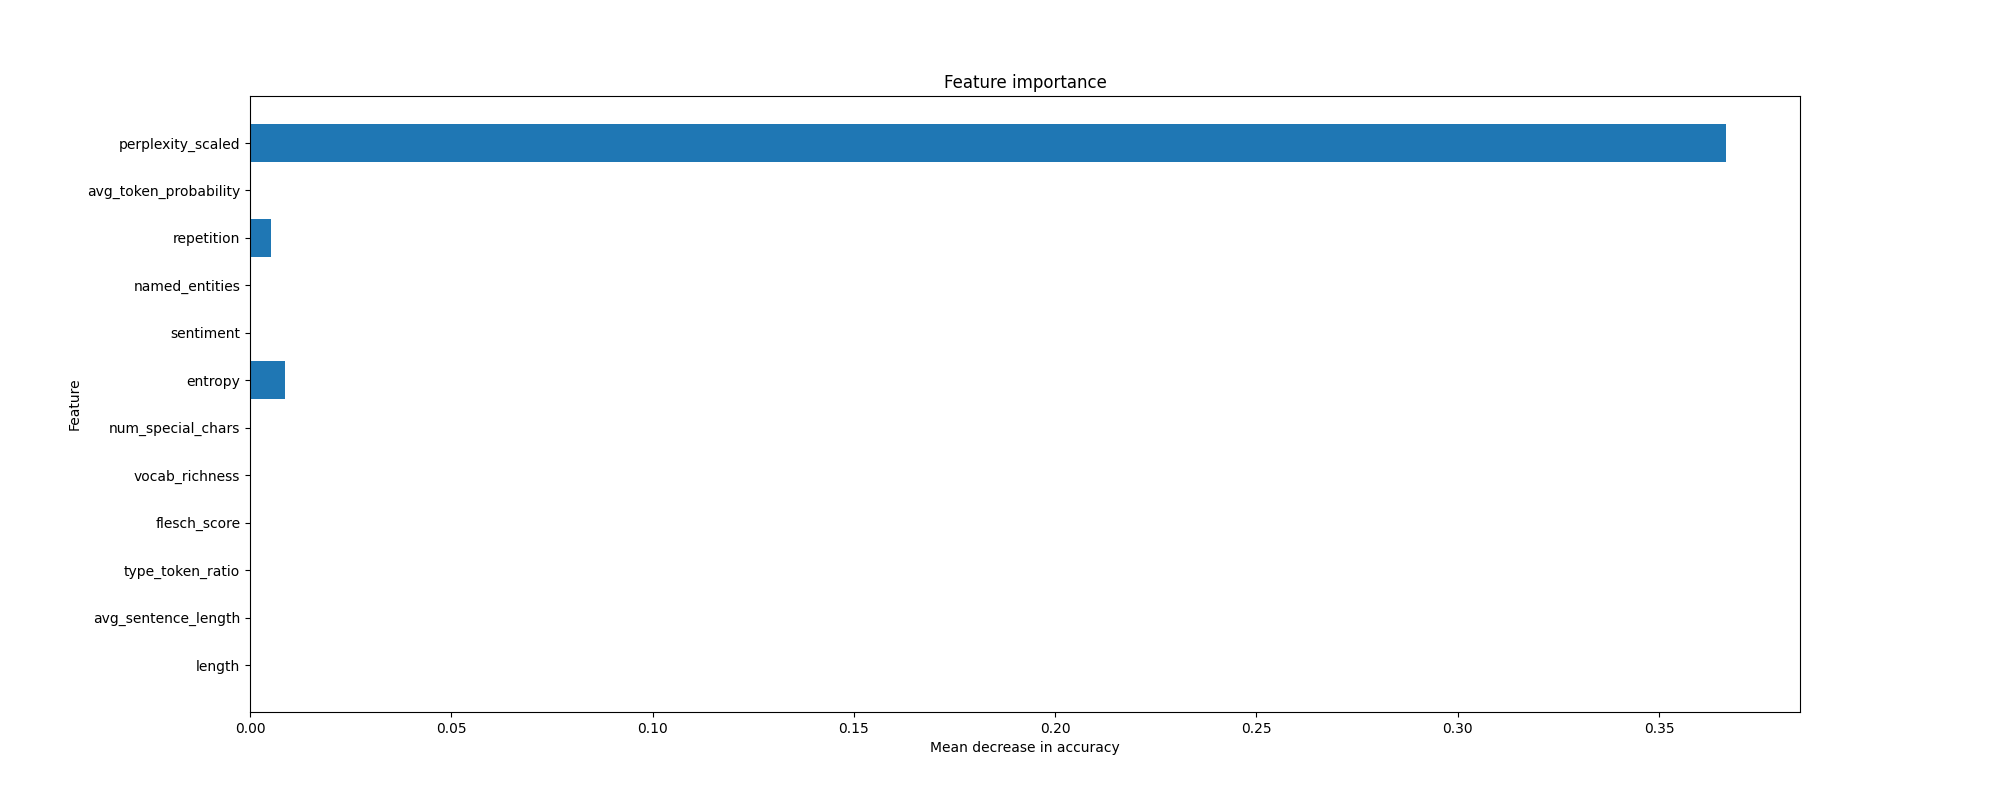 Feature importance
perplexity_scaled
avg_token_probability
repetition
named_entities
sentiment
entropy
num_special_chars
vocab_richness
flesch_score
type_token_ratio
avg_sentence_length
length
Feature
0.00 0.05 0.10 0.15 0.20 0.25 0.30 0.35
Mean decrease in accuracy